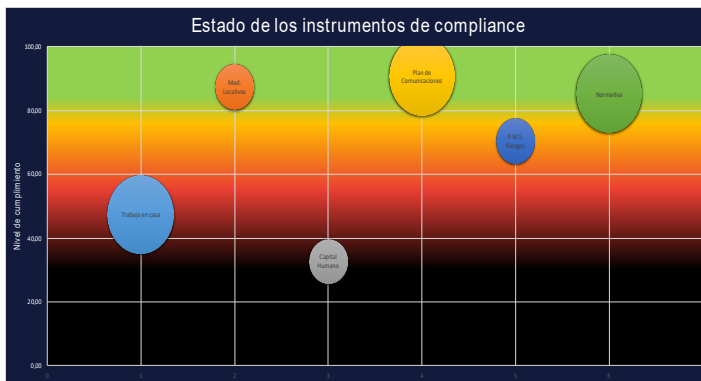 Estado de los instrumentos de compliance
Nivel de cumplimiento
100,00
80,00
60,00
40,00
20,00
0,00
Med.
Locativas
Plan de
Comunicaciones
Normativa
P.M.S.
Riesgos
Trabajo en casa
Capital
Humano
0
1
2
3
4
5
6